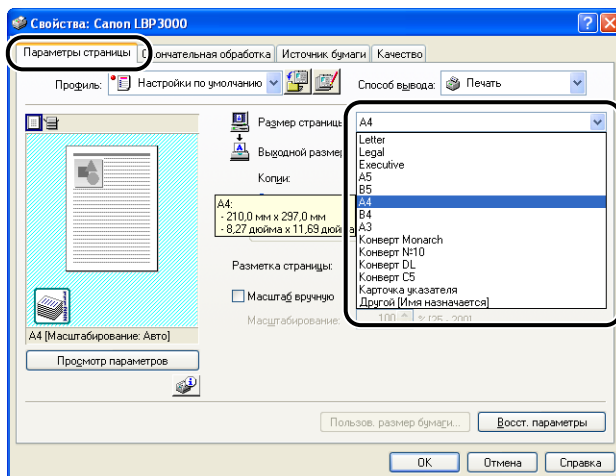 Свойства: Canon LBP3000
Параметры страницы
кончательная обработка
Источник бумаги
Качество
Профиль:
Настройки по умолчанию
Способ вывода:
Печать
Размер страницы
A4
Выходной разме
Letter
Legal
Executive
A5
B5
A4
B4
A3
Конверт Monarch
Конверт №10
Конверт DL
Конверт C5
Карточка указателя
Другой [Имя назначается]
Копии:
A4:
- 210,0 мм x 297,0 мм
- 8,27 дюйма x 11,69 дюйма
Разметка страницы:
Масштаб вручную
Масштабирование:
100
% [25 - 200]
A4 [Масштабирование: Авто]
Просмотр параметров
Пользов. размер бумаги...
Восст. параметры
OK
Отмена
Справка